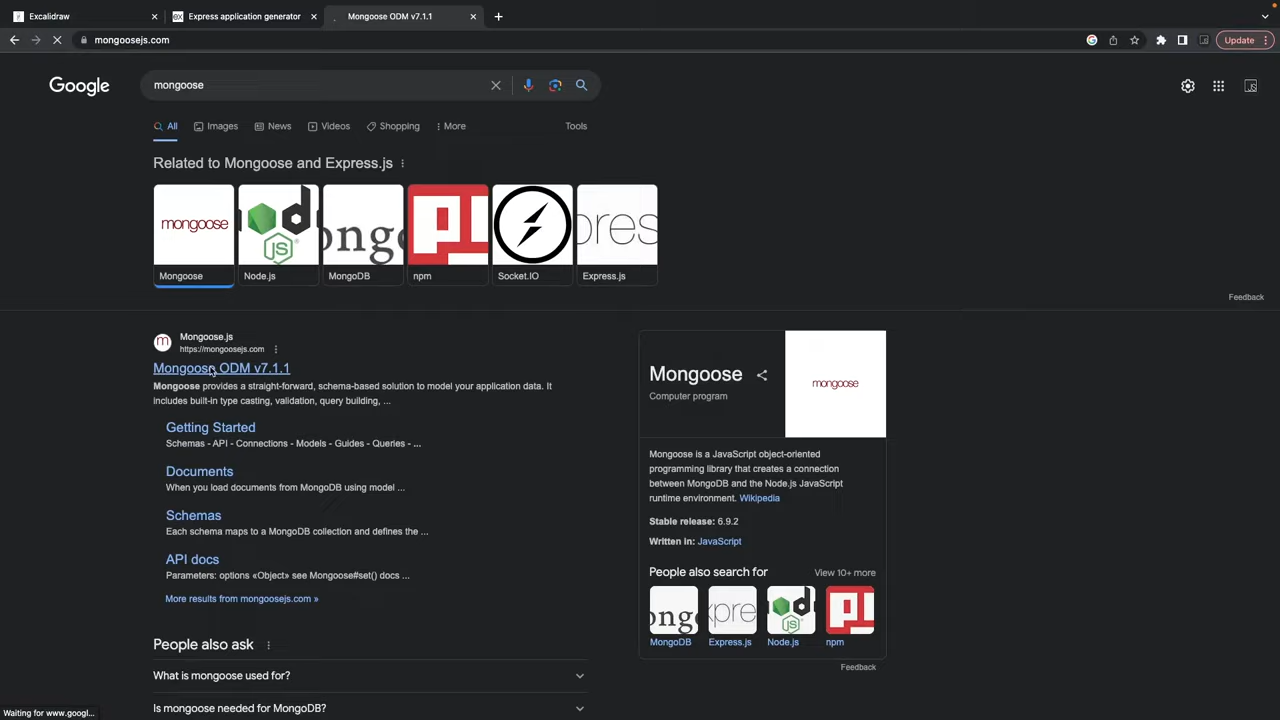 Excalidraw
Express application generator
Mongoose ODM v7.1.1
mongoosejs.com
Update
Google
mongoose
All
Images
News
Videos
Shopping
More
Tools
Related to Mongoose and Express.js
mongoose
JS
ongo
pres
Mongoose
Node.js
MongoDB
npm
Socket.IO
Express.js
Feedback
m
Mongoose.js
https://mongoosejs.com
Mongoose ODM v7.1.1
Mongoose provides a straight-forward, schema-based solution to model your application data. It
includes built-in type casting, validation, query building, ...
Getting Started
Schemas - API - Connections - Models - Guides - Queries - ...
Documents
When you load documents from MongoDB using model ...
Schemas
Each schema maps to a MongoDB collection and defines the ...
API docs
Parameters: options «Object» see Mongoose#set() docs ...
More results from mongoosejs.com »
People also ask
What is mongoose used for?
Is mongoose needed for MongoDB?
Mongoose
Computer program
mongoose
Mongoose is a JavaScript object-oriented
programming library that creates a connection
between MongoDB and the Node.js JavaScript
runtime environment. Wikipedia
Stable release: 6.9.2
Written in: JavaScript
People also search for
View 10+ more
ongo
xpre
MongoDB
Express.js
Node.js
npm
Feedback
Waiting for www.googl...